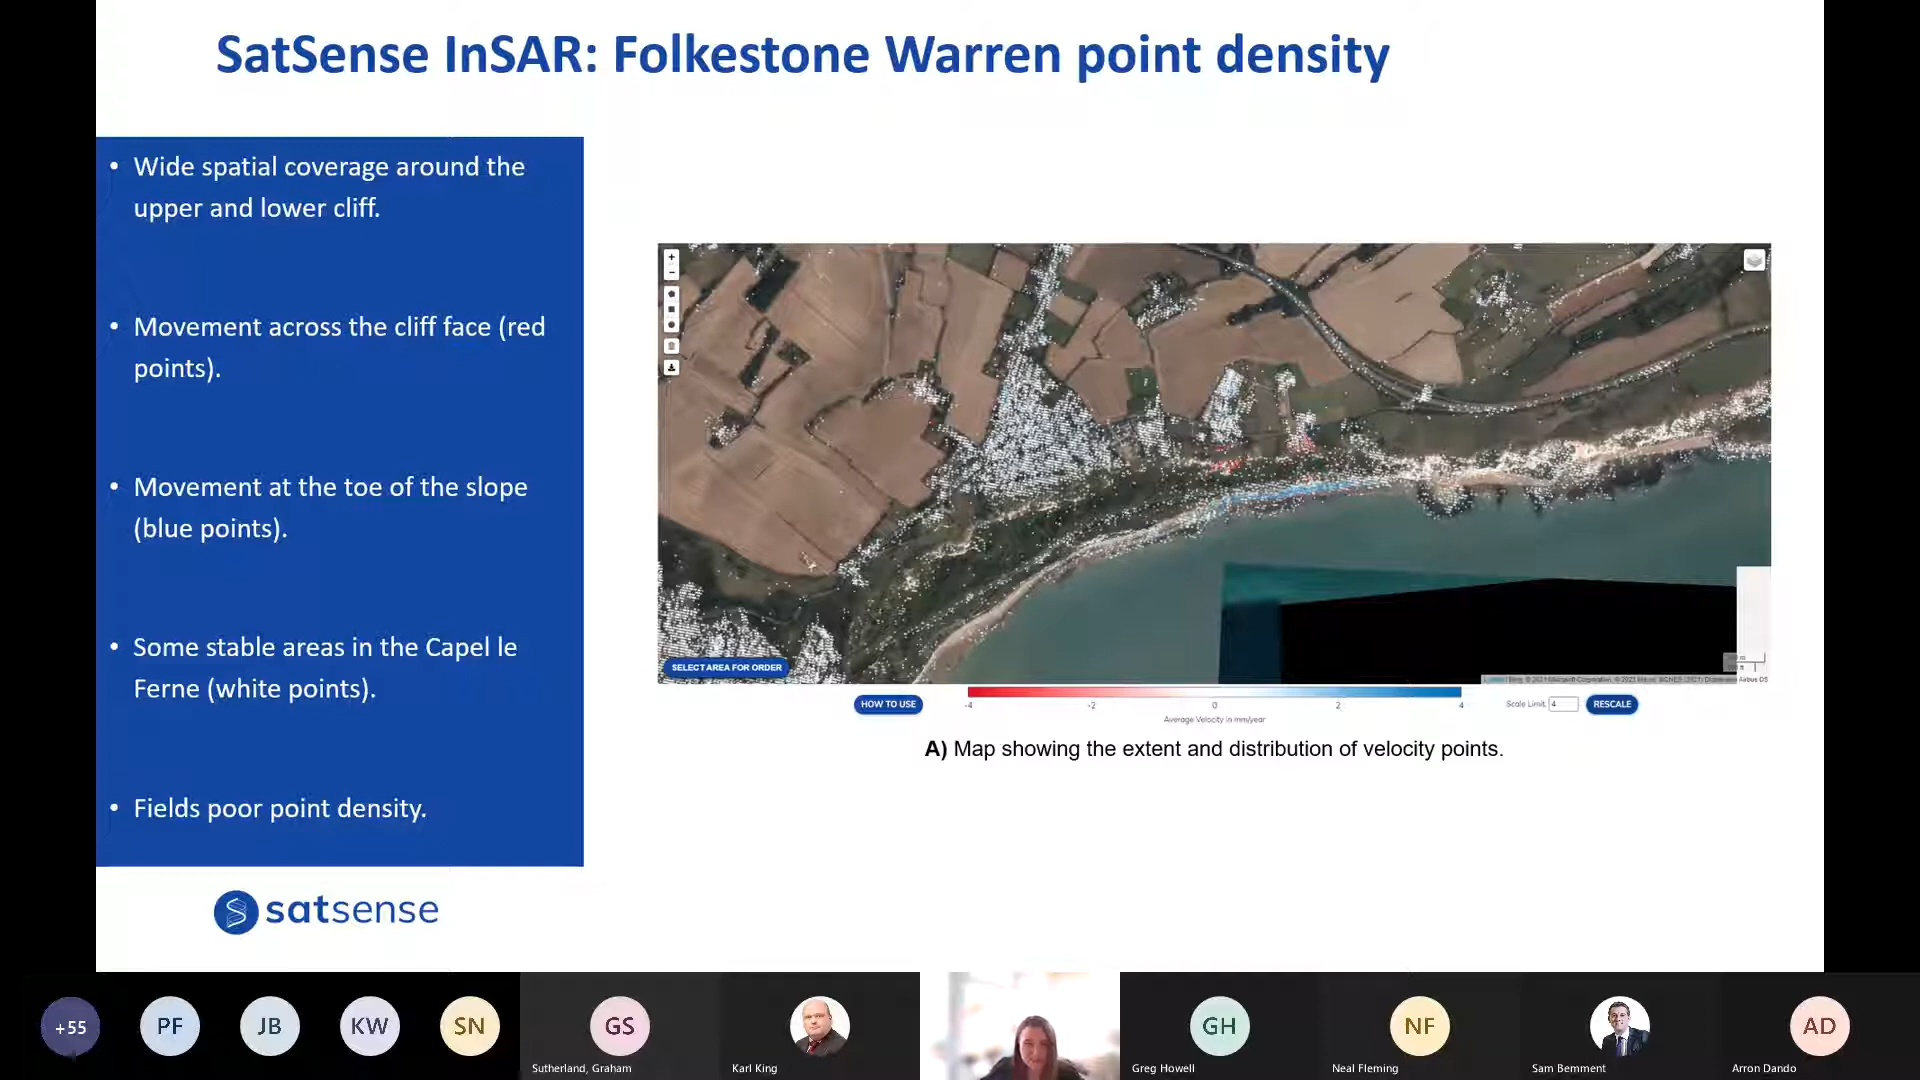 SatSense InSAR: Folkestone Warren point density
• Wide spatial coverage around the
upper and lower cliff.
• Movement across the cliff face (red
points).
• Movement at the toe of the slope
(blue points).
• Some stable areas in the Capel le
Ferne (white points).
• Fields poor point density.
satsense
+
−
SELECT AREA FOR ORDER
HOW TO USE
-4 -2 0 2 4
Average Velocity in mm/year
Scale Limit: 4
RESCALE
A) Map showing the extent and distribution of velocity points.
+55
PF
JB
KW
SN
GS
Sutherland, Graham
Karl King
GH
Greg Howell
NF
Neal Fleming
Sam Bemment
AD
Arron Dando